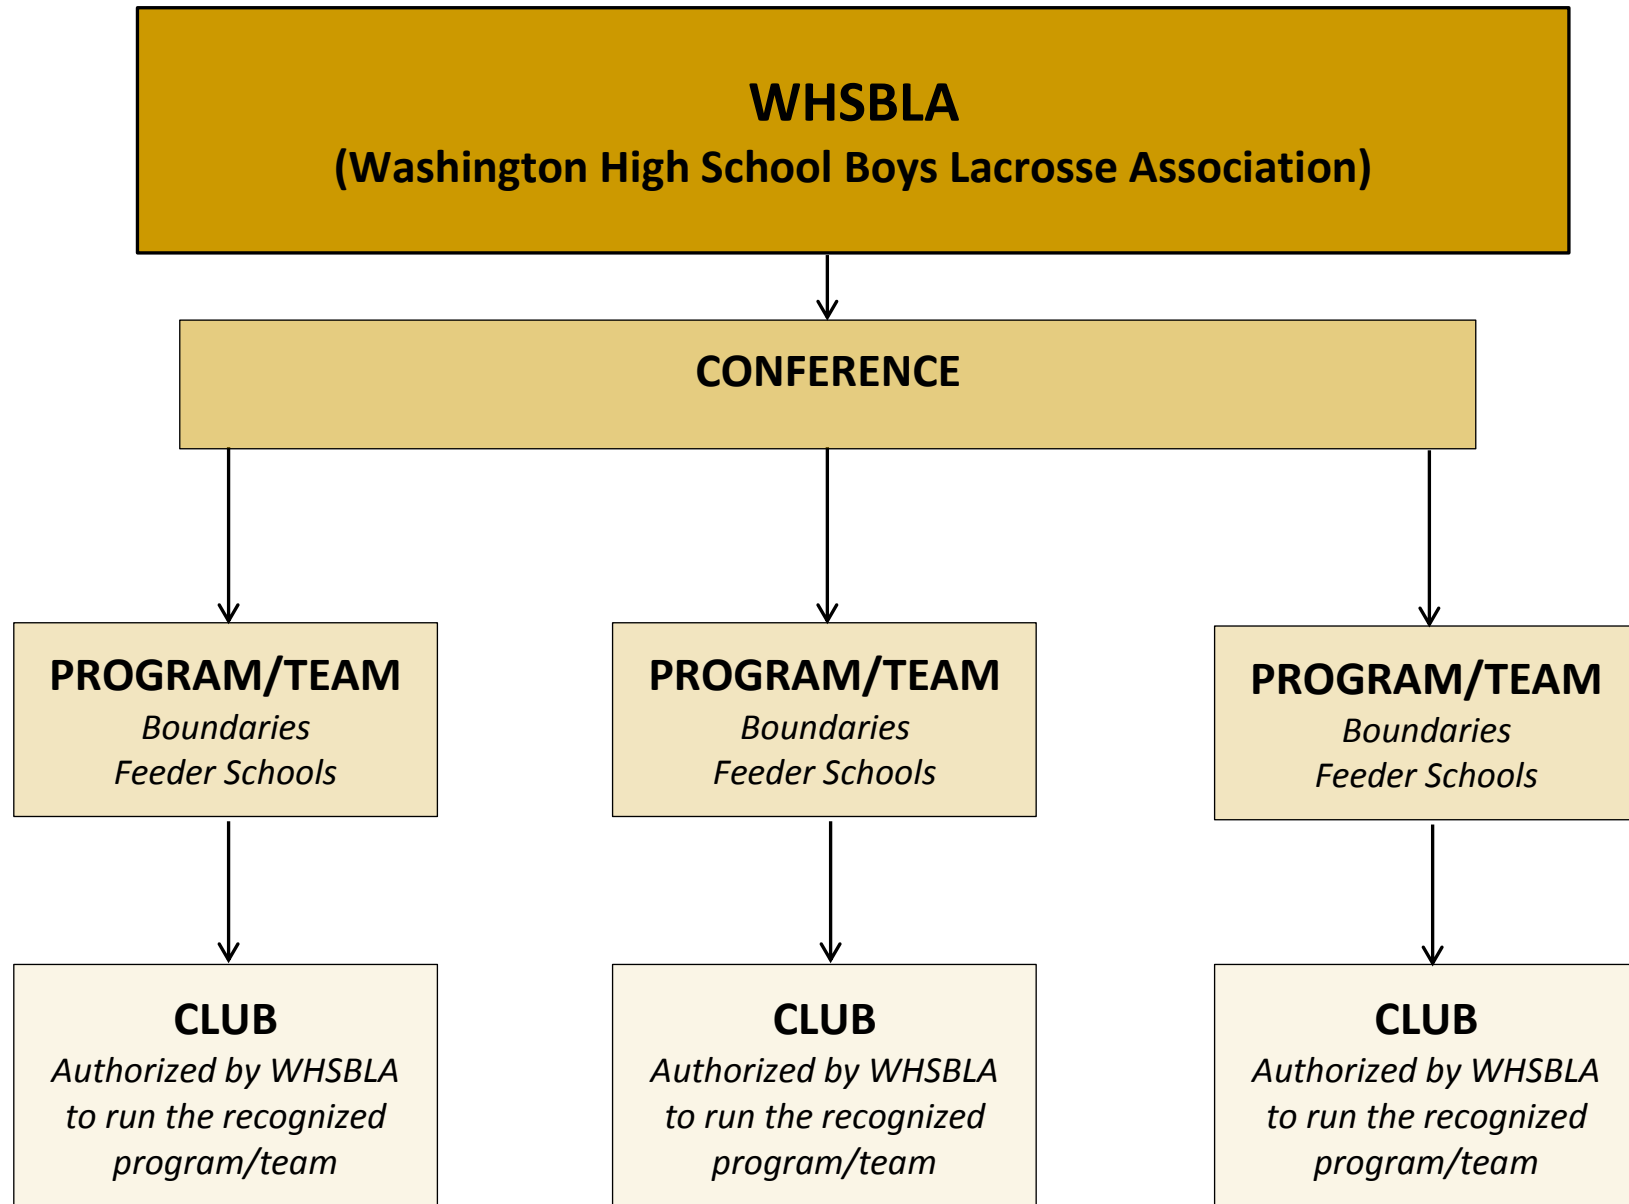 WHSBLA
(Washington High School Boys Lacrosse Association)
CONFERENCE
PROGRAM/TEAM
Boundaries
Feeder Schools
PROGRAM/TEAM
Boundaries
Feeder Schools
PROGRAM/TEAM
Boundaries
Feeder Schools
CLUB
Authorized by WHSBLA
to run the recognized
program/team
CLUB
Authorized by WHSBLA
to run the recognized
program/team
CLUB
Authorized by WHSBLA
to run the recognized
program/team